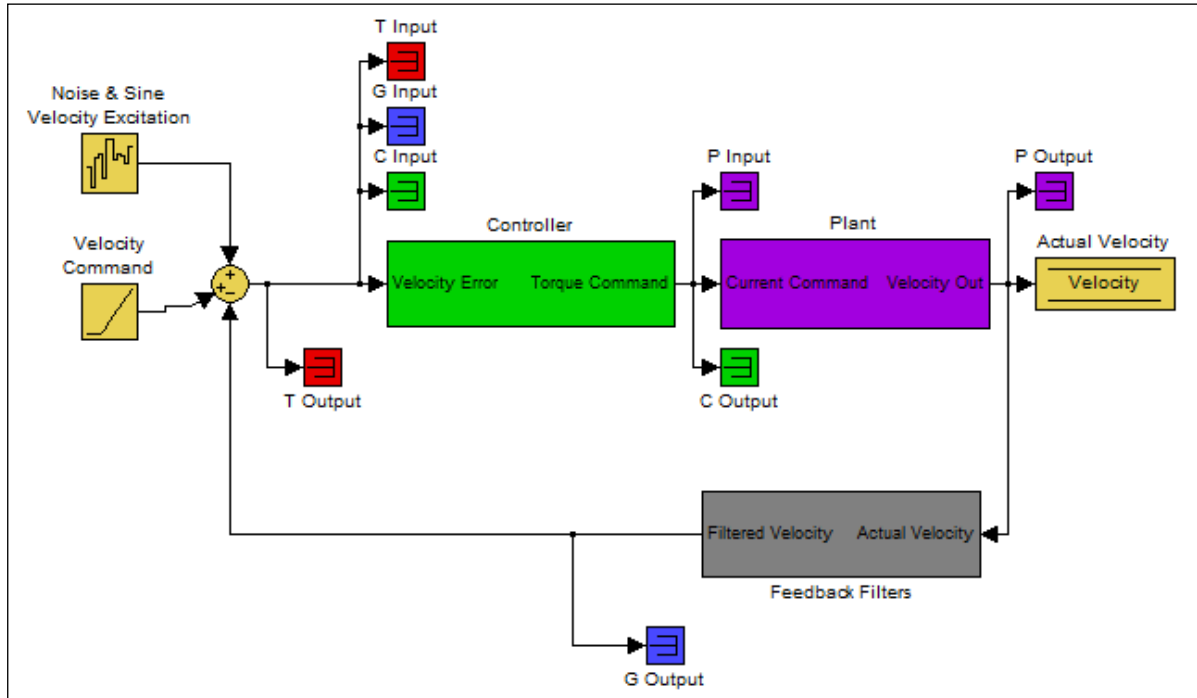 T Input
Noise & Sine
Velocity Excitation
G Input
C Input
P Input
P Output
Velocity
Command
Controller
Plant
Actual Velocity
Velocity Error
Torque Command
Current Command
Velocity Out
Velocity
T Output
C Output
Filtered Velocity
Actual Velocity
Feedback Filters
G Output